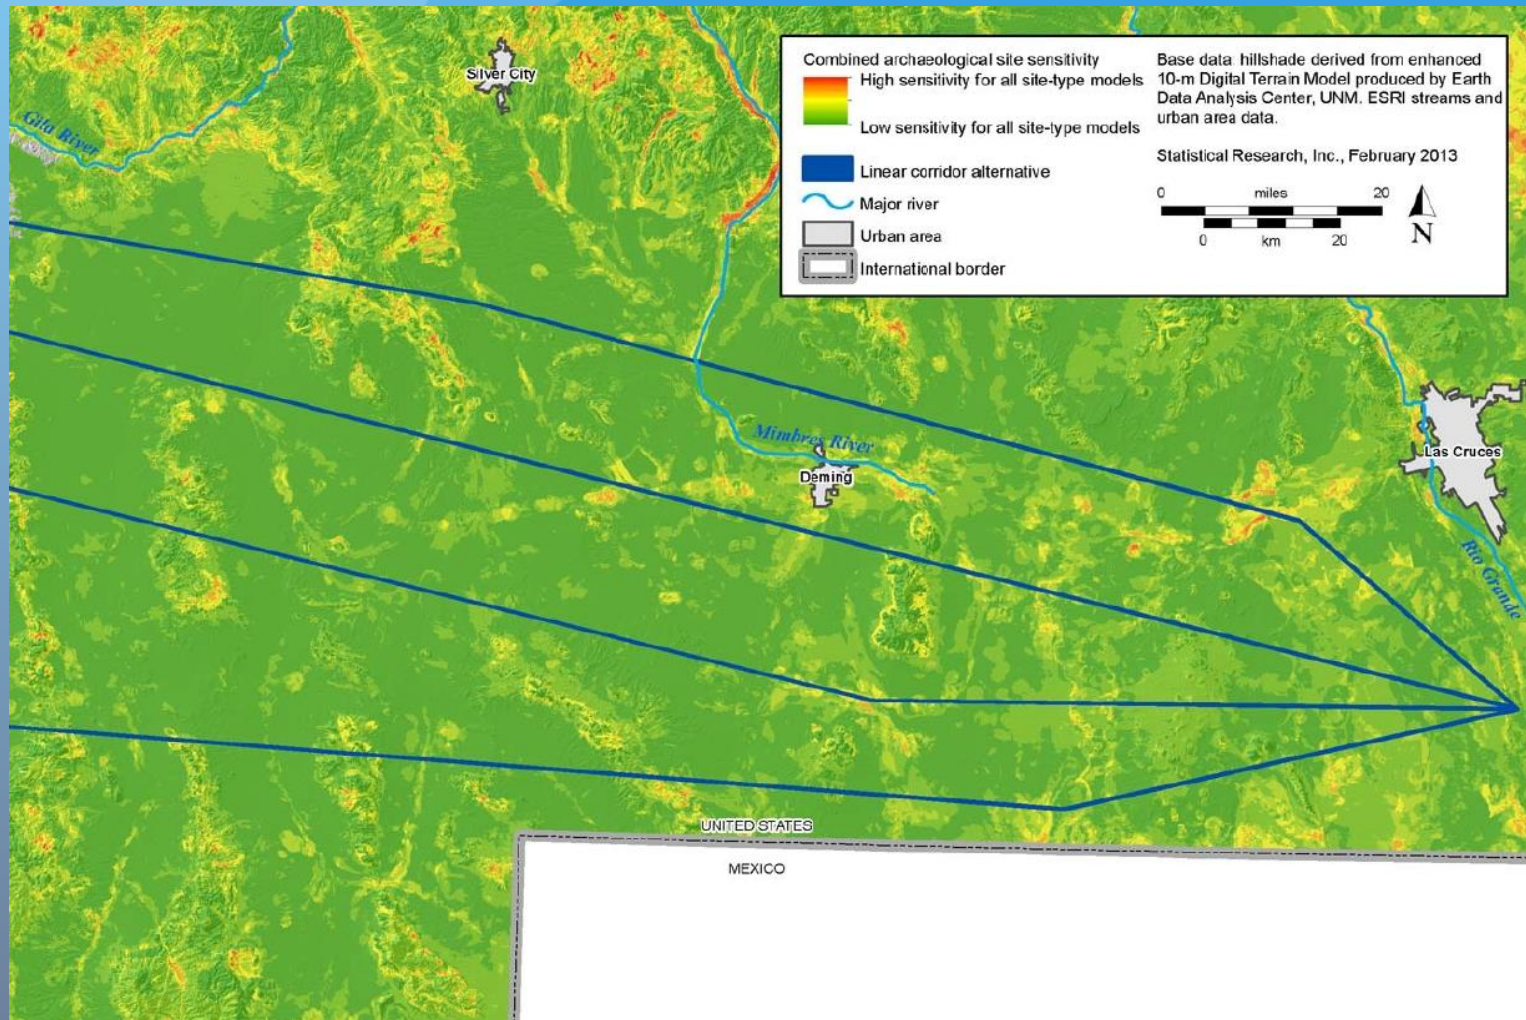 Silver City
Gila River
Combined archaeological site sensitivity
High sensitivity for all site-type models
Low sensitivity for all site-type models
Linear corridor alternative
Major river
Urban area
International border
Base data: hillshade derived from enhanced
10-m Digital Terrain Model produced by Earth
Data Analysis Center, UNM. ESRI streams and
urban area data.
Statistical Research, Inc., February 2013
0 miles 20
0 km 20
N
Mimbres River
Deming
Las Cruces
Rio Grande
UNITED STATES
MEXICO